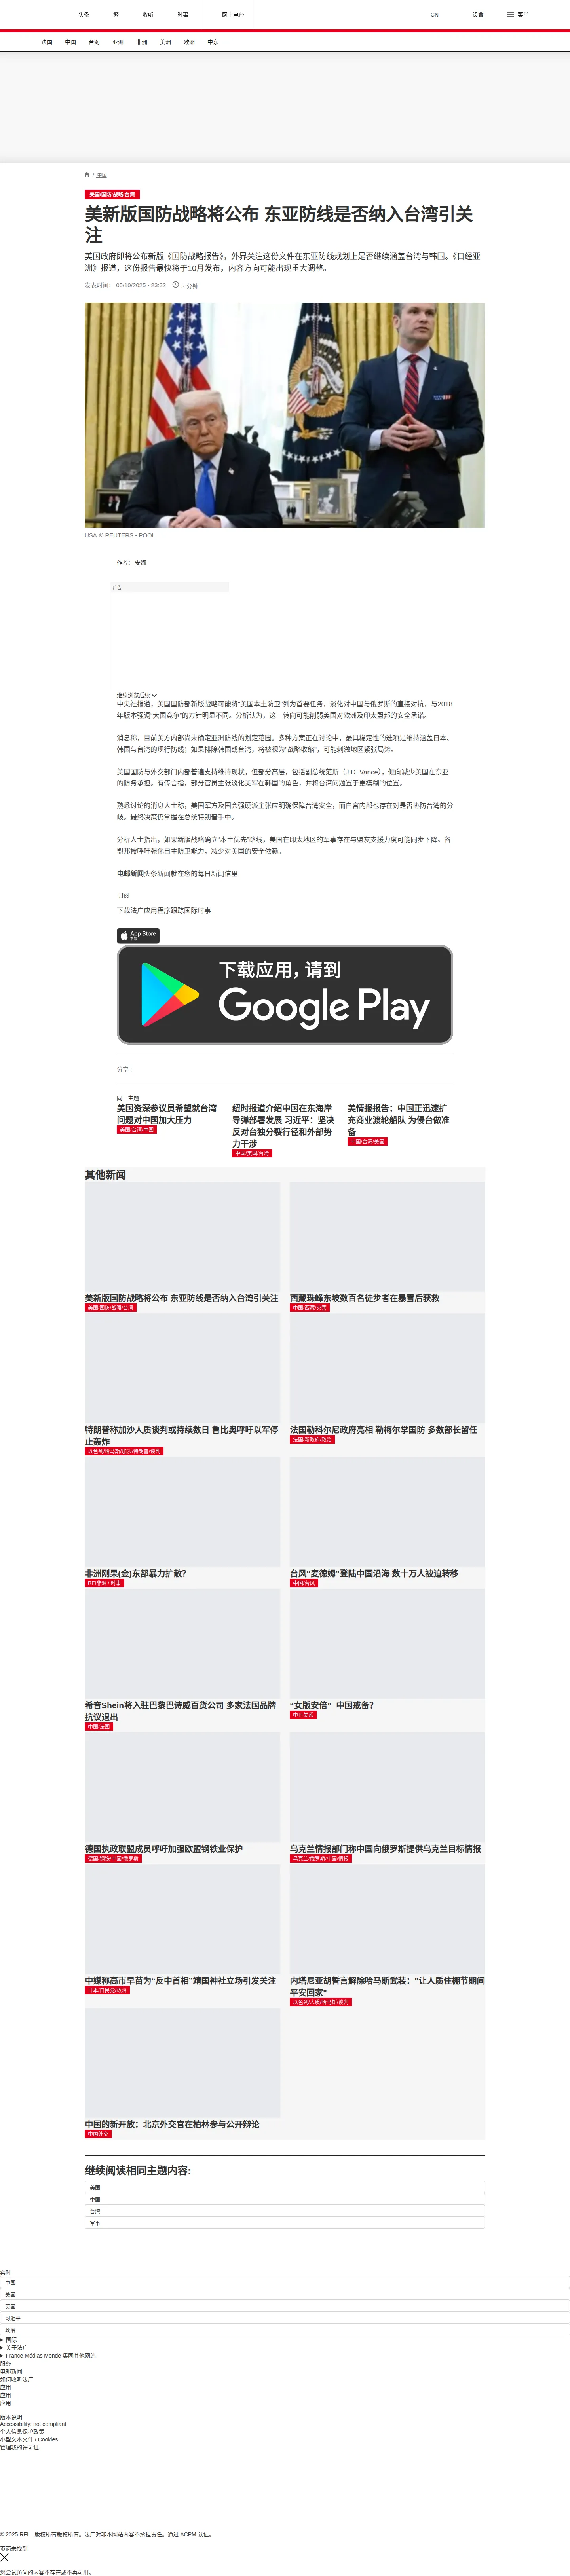 头条
繁
收听
时事
网上电台
CN
设置
菜单
法国
中国
台海
亚洲
非洲
美洲
欧洲
中东
/ 中国
美国/国防/战略/台湾
美新版国防战略将公布 东亚防线是否纳入台湾引关
注
美国政府即将公布新版《国防战略报告》，外界关注这份文件在东亚防线规划上是否继续涵盖台湾与韩国。《日经亚
洲》报道，这份报告最快将于10月发布，内容方向可能出现重大调整。
发表时间： 05/10/2025 - 23:32
3 分钟
USA © REUTERS - POOL
作者： 安娜
广告
继续浏览后续
中央社报道，美国国防部新版战略可能将“美国本土防卫”列为首要任务，淡化对中国与俄罗斯的直接对抗，与2018
年版本强调“大国竞争”的方针明显不同。分析认为，这一转向可能削弱美国对欧洲及印太盟邦的安全承诺。
消息称，目前美方内部尚未确定亚洲防线的划定范围。多种方案正在讨论中，最具稳定性的选项是维持涵盖日本、
韩国与台湾的现行防线；如果排除韩国或台湾，将被视为“战略收缩”，可能刺激地区紧张局势。
美国国防与外交部门内部普遍支持维持现状，但部分高层，包括副总统范斯（J.D. Vance），倾向减少美国在东亚
的防务承担。有传言指，部分官员主张淡化美军在韩国的角色，并将台湾问题置于更模糊的位置。
熟悉讨论的消息人士称，美国军方及国会强硬派主张应明确保障台湾安全，而白宫内部也存在对是否协防台湾的分
歧。最终决策仍掌握在总统特朗普手中。
分析人士指出，如果新版战略确立“本土优先”路线，美国在印太地区的军事存在与盟友支援力度可能同步下降。各
盟邦被呼吁强化自主防卫能力，减少对美国的安全依赖。
电邮新闻头条新闻就在您的每日新闻信里
订阅
下载法广应用程序跟踪国际时事
App Store
下载
下载应用，请到
Google Play
分享 :
同一主题
美国资深参议员希望就台湾
问题对中国加大压力
美国/台湾/中国
纽时报道介绍中国在东海岸
导弹部署发展 习近平：坚决
反对台独分裂行径和外部势
力干涉
中国/美国/台湾
美情报报告：中国正迅速扩
充商业渡轮船队 为侵台做准
备
中国/台湾/美国
其他新闻
美新版国防战略将公布 东亚防线是否纳入台湾引关注
美国/国防/战略/台湾
西藏珠峰东坡数百名徒步者在暴雪后获救
中国/西藏/灾害
特朗普称加沙人质谈判或持续数日 鲁比奥呼吁以军停
止轰炸
以色列/哈马斯/加沙/特朗普/谈判
法国勒科尔尼政府亮相 勒梅尔掌国防 多数部长留任
法国/新政府/政治
非洲刚果(金)东部暴力扩散？
RFI非洲 / 时事
台风“麦德姆”登陆中国沿海 数十万人被迫转移
中国/台风
希音Shein将入驻巴黎巴诗威百货公司 多家法国品牌
抗议退出
中国/法国
“女版安倍” 中国戒备？
中日关系
德国执政联盟成员呼吁加强欧盟钢铁业保护
德国/钢铁/中国/俄罗斯
乌克兰情报部门称中国向俄罗斯提供乌克兰目标情报
乌克兰/俄罗斯/中国/情报
中媒称高市早苗为“反中首相”靖国神社立场引发关注
日本/自民党/政治
内塔尼亚胡誓言解除哈马斯武装：“让人质住棚节期间
平安回家”
以色列/人质/哈马斯/谈判
中国的新开放：北京外交官在柏林参与公开辩论
中国外交
继续阅读相同主题内容:
美国
中国
台湾
军事
实时
中国
美国
英国
习近平
政治
国际
关于法广
France Médias Monde 集团其他网站
服务
电邮新闻
如何收听法广
应用
应用
应用
版本说明
Accessibility: not compliant
个人信息保护政策
小型文本文件 / Cookies
管理我的许可证
© 2025 RFI – 版权所有版权所有。法广对非本网站内容不承担责任。通过 ACPM 认证。
页面未找到
您尝试访问的内容不存在或不再可用。